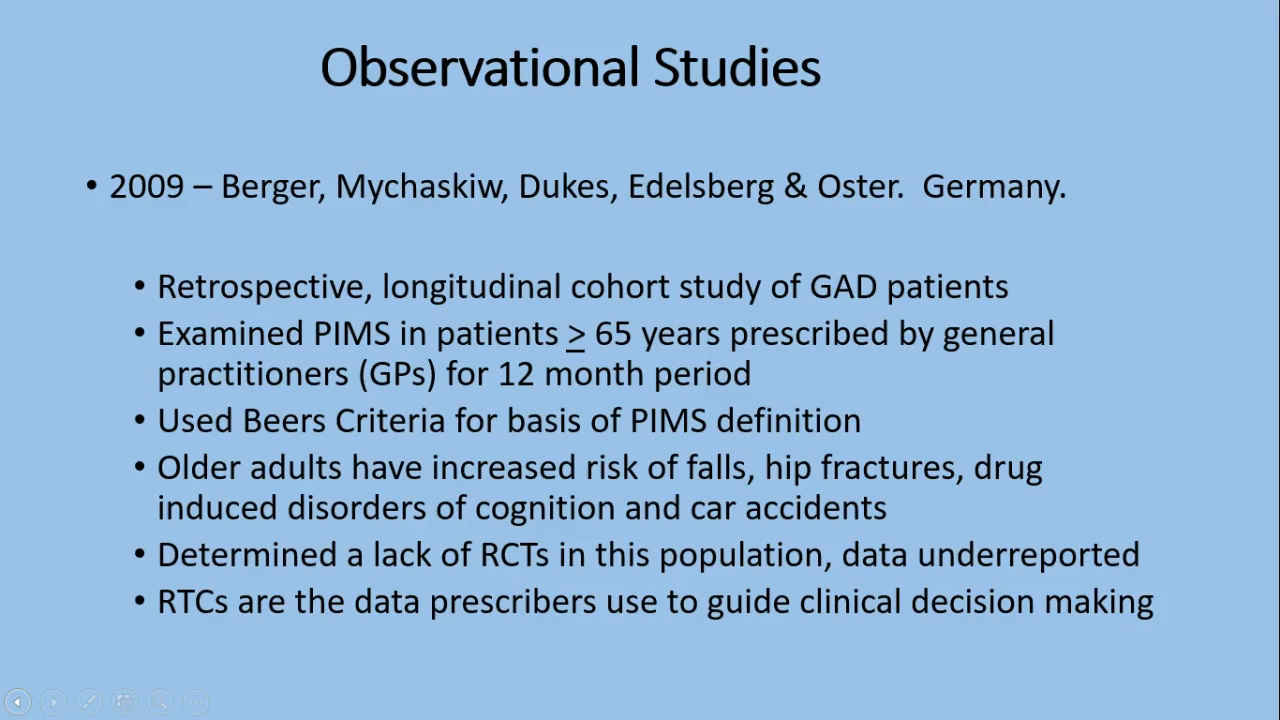 Observational Studies
• 2009 – Berger, Mychaskiw, Dukes, Edelsberg & Oster.  Germany.
• Retrospective, longitudinal cohort study of GAD patients
• Examined PIMS in patients ≥ 65 years prescribed by general
practitioners (GPs) for 12 month period
• Used Beers Criteria for basis of PIMS definition
• Older adults have increased risk of falls, hip fractures, drug
induced disorders of cognition and car accidents
• Determined a lack of RCTs in this population, data underreported
• RTCs are the data prescribers use to guide clinical decision making